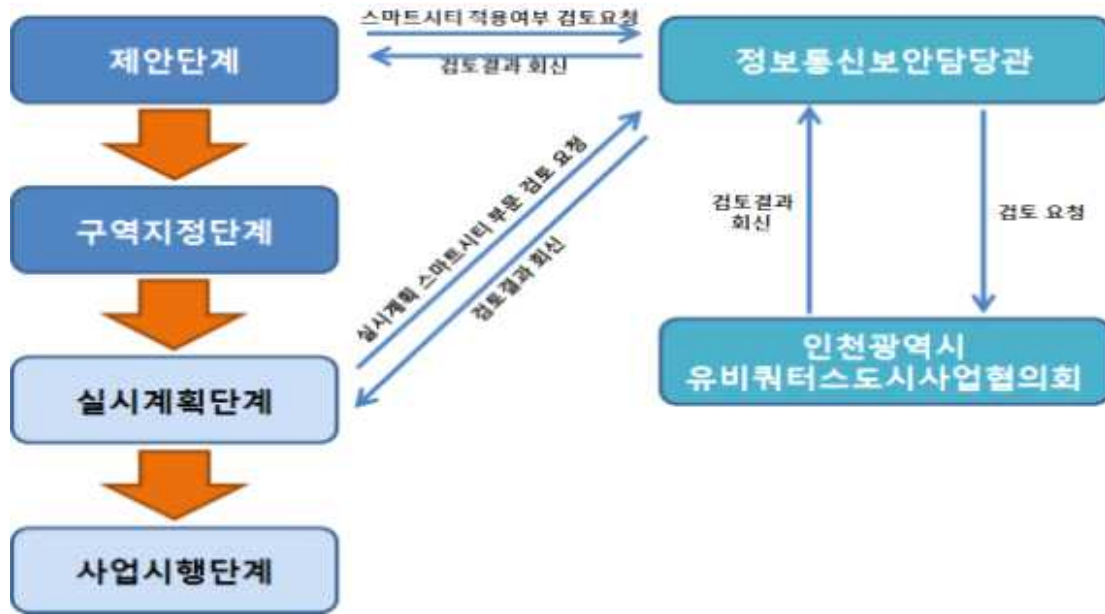 스마트시티 적용여부 검토요청
제안단계
검토결과 회신
정보통신보안담당관
구역지정단계
실시계획 스마트시티 부문 검토 요청
검토결과 회신
검토결과
회신
검토 요청
실시계획단계
인천광역시
유비쿼터스도시사업협의회
사업시행단계